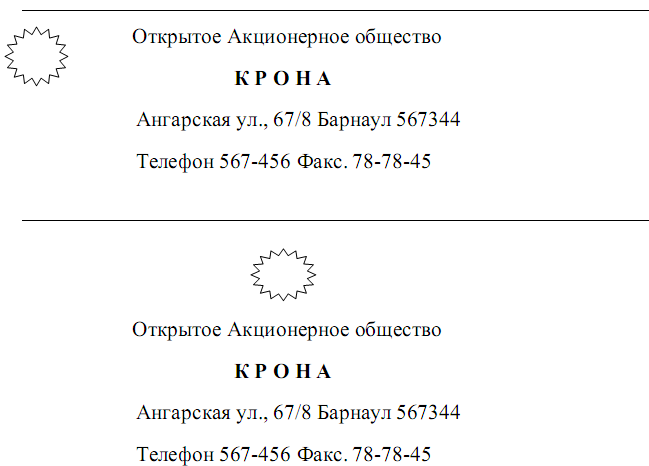 Открытое Акционерное общество
К Р О Н А
Ангарская ул., 67/8 Барнаул 567344
Телефон 567-456 Факс. 78-78-45
Открытое Акционерное общество
К Р О Н А
Ангарская ул., 67/8 Барнаул 567344
Телефон 567-456 Факс. 78-78-45